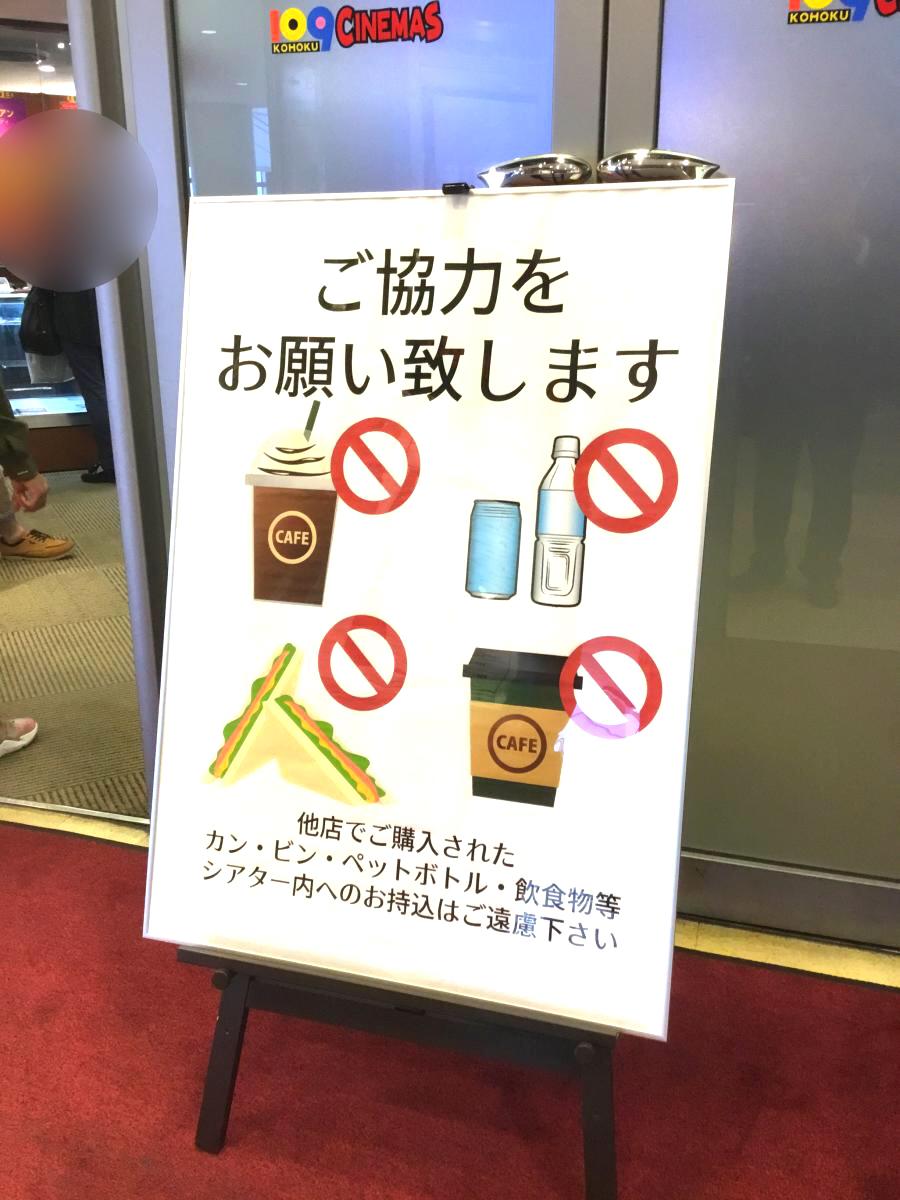 109 CINEMAS
KOHOKU
ご協力を
お願い致します
CAFE
CAFE
他店でご購入された
カン・ビン・ペットボトル・飲食物等
シアター内へのお持込はご遠慮下さい